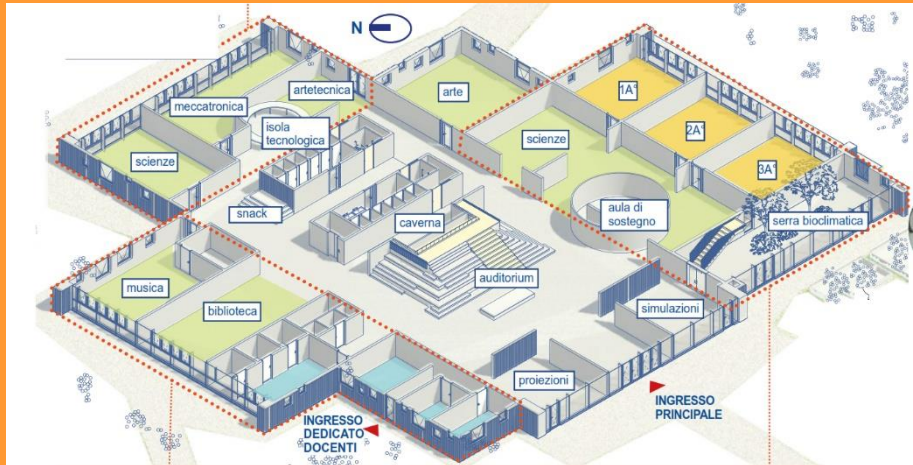 N
artetecnica
arte
1A°
meccatronica
2A°
isola
tecnologica
scienze
scienze
3A°
snack
caverna
aula di
sostegno
serra bioclimatica
musica
auditorium
biblioteca
simulazioni
proiezioni
INGRESSO
PRINCIPALE
INGRESSO
DEDICATO
DOCENTI